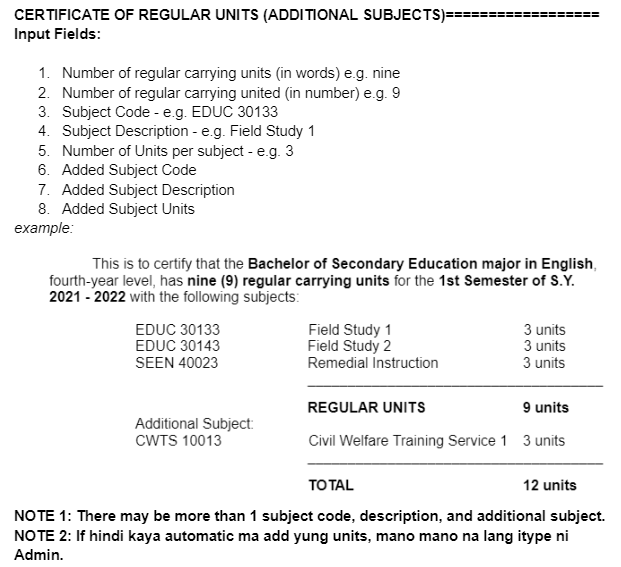 CERTIFICATE OF REGULAR UNITS (ADDITIONAL SUBJECTS)==================
Input Fields:
1. Number of regular carrying units (in words) e.g. nine
2. Number of regular carrying united (in number) e.g. 9
3. Subject Code - e.g. EDUC 30133
4. Subject Description - e.g. Field Study 1
5. Number of Units per subject - e.g. 3
6. Added Subject Code
7. Added Subject Description
8. Added Subject Units
example:
This is to certify that the Bachelor of Secondary Education major in English,
fourth-year level, has nine (9) regular carrying units for the 1st Semester of S.Y.
2021 - 2022 with the following subjects:
EDUC 30133 Field Study 1 3 units
EDUC 30143 Field Study 2 3 units
SEEN 40023 Remedial Instruction 3 units
REGULAR UNITS 9 units
Additional Subject:
CWTS 10013 Civil Welfare Training Service 1 3 units
TOTAL 12 units
NOTE 1: There may be more than 1 subject code, description, and additional subject.
NOTE 2: If hindi kaya automatic ma add yung units, mano mano na lang itype ni
Admin.